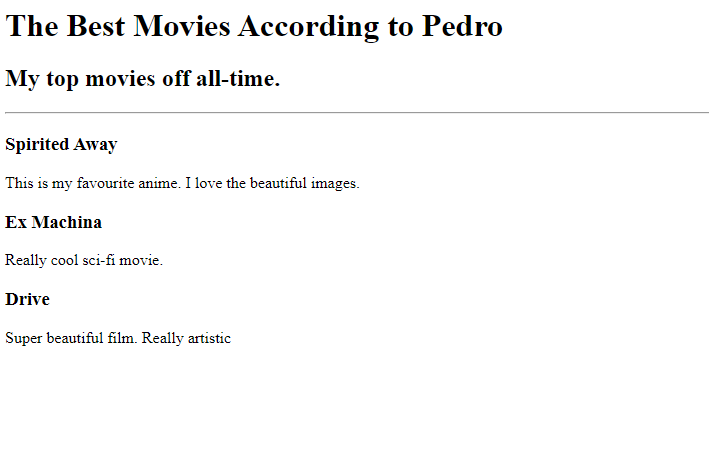 The Best Movies According to Pedro
My top movies off all-time.
Spirited Away
This is my favourite anime. I love the beautiful images.
Ex Machina
Really cool sci-fi movie.
Drive
Super beautiful film. Really artistic